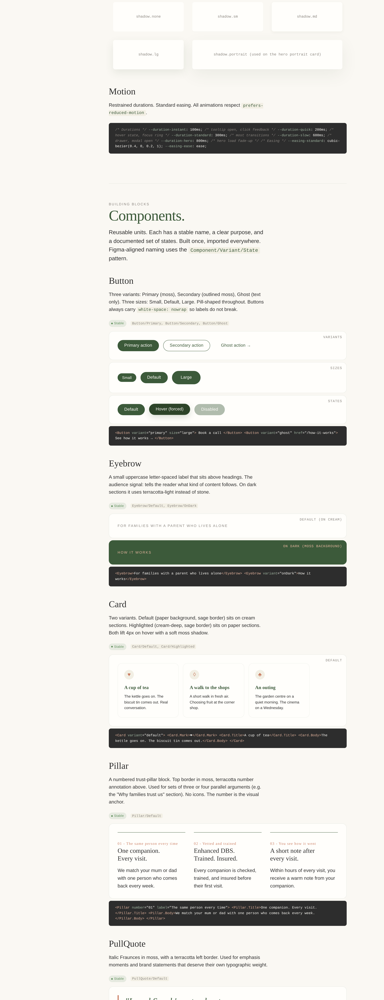 shadow.none
shadow.sm
shadow.md
shadow.lg
shadow.portrait (used on the hero portrait card)
Motion
Restrained durations. Standard easing. All animations respect prefers-
reduced-motion.
/* Durations */ --duration-instant: 100ms; /* tooltip open, click feedback */ --duration-quick: 200ms; /*
hover state, focus ring */ --duration-standard: 300ms; /* most transitions */ --duration-slow: 600ms; /*
drawer, modal open */ --duration-hero: 800ms; /* hero load fade-up */ /* Easing */ --easing-standard: cubic-
bezier(0.4, 0, 0.2, 1); --easing-ease: ease;
BUILDING BLOCKS
Components.
Reusable units. Each has a stable name, a clear purpose, and
a documented set of states. Built once, imported everywhere.
Figma-aligned naming uses the Component/Variant/State
pattern.
Button
Three variants: Primary (moss), Secondary (outlined moss), Ghost (text
only). Three sizes: Small, Default, Large. Pill-shaped throughout. Buttons
always carry white-space: nowrap so labels do not break.
Stable Button/Primary, Button/Secondary, Button/Ghost
VARIANTS
Primary action Secondary action Ghost action →
SIZES
Small Default Large
STATES
Default Hover (forced) Disabled
<Button variant="primary" size="large"> Book a call </Button> <Button variant="ghost" href="/how-it-works">
See how it works → </Button>
Eyebrow
A small uppercase letter-spaced label that sits above headings. The
audience signal: tells the reader what kind of content follows. On dark
sections it uses terracotta-light instead of stone.
Stable Eyebrow/Default, Eyebrow/OnDark
DEFAULT (ON CREAM)
FOR FAMILIES WITH A PARENT WHO LIVES ALONE
ON DARK (MOSS BACKGROUND)
HOW IT WORKS
<Eyebrow>For families with a parent who lives alone</Eyebrow> <Eyebrow variant="onDark">How it
works</Eyebrow>
Card
Two variants. Default (paper background, sage border) sits on cream
sections. Highlighted (cream-deep, sage border) sits on paper sections.
Both lift 4px on hover with a soft moss shadow.
Stable Card/Default, Card/Highlighted
DEFAULT
♥
A cup of tea
The kettle goes on. The
biscuit tin comes out. Real
conversation.
◊
A walk to the shops
A short walk in fresh air.
Choosing fruit at the corner
shop.
♣
An outing
The garden centre on a
quiet morning. The cinema
on a Wednesday.
<Card variant="default"> <Card.Mark>♥</Card.Mark> <Card.Title>A cup of tea</Card.Title> <Card.Body>The
kettle goes on. The biscuit tin comes out.</Card.Body> </Card>
Pillar
A numbered trust-pillar block. Top border in moss, terracotta number
annotation above. Used for sets of three or four parallel arguments (e.g.
the "Why families trust us" section). No icons. The number is the visual
anchor.
Stable Pillar/Default
01 - The same person every time
One companion.
Every visit.
We match your mum or dad
with one person who comes
back every week.
02 - Vetted and trained
Enhanced DBS.
Trained. Insured.
Every companion is checked,
trained, and insured before
their first visit.
03 - You see how it went
A short note after
every visit.
Within hours of every visit, you
receive a warm note from your
companion.
<Pillar number="01" label="The same person every time"> <Pillar.Title>One companion. Every visit.
</Pillar.Title> <Pillar.Body>We match your mum or dad with one person who comes back every week.
</Pillar.Body> </Pillar>
PullQuote
Italic Fraunces in moss, with a terracotta left border. Used for emphasis
moments and brand statements that deserve their own typographic weight.
Stable PullQuote/Default